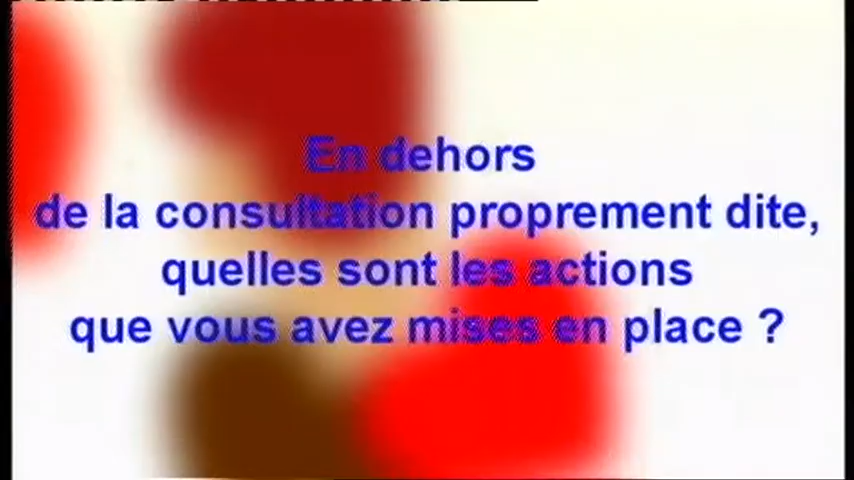 En dehors
de la consultation proprement dite,
quelles sont les actions
que vous avez mises en place ?